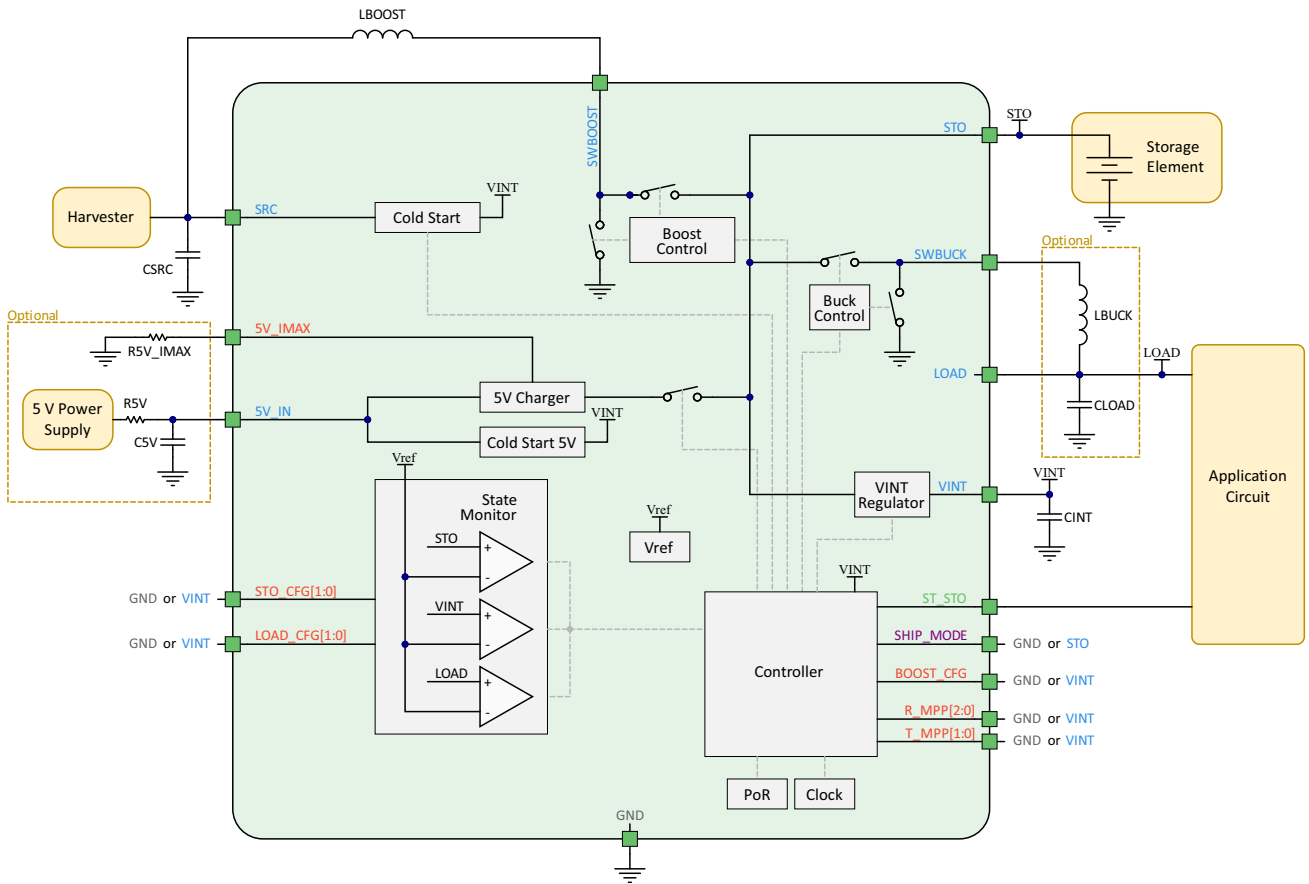 LBOOST
SWBOOST
STO
STO
Storage
Element
Harvester
SRC
Cold Start
VINT
CSRC
Boost
Control
Optional
SWBUCK
Buck
Control
LBUCK
Optional
5V_IMAX
R5V_IMAX
LOAD
LOAD
5 V Power
Supply
R5V
C5V
5V_IN
5V Charger
Cold Start 5V
VINT
CLOAD
Application
Circuit
Vref
State
Monitor
STO
+
-
VINT
+
-
LOAD
+
-
Vref
Vref
VINT
Regulator
VINT
VINT
CINT
GND or VINT
STO_CFG[1:0]
GND or VINT
LOAD_CFG[1:0]
VINT
Controller
ST_STO
SHIP_MODE
GND or STO
BOOST_CFG
GND or VINT
R_MPP[2:0]
GND or VINT
T_MPP[1:0]
GND or VINT
PoR
Clock
GND